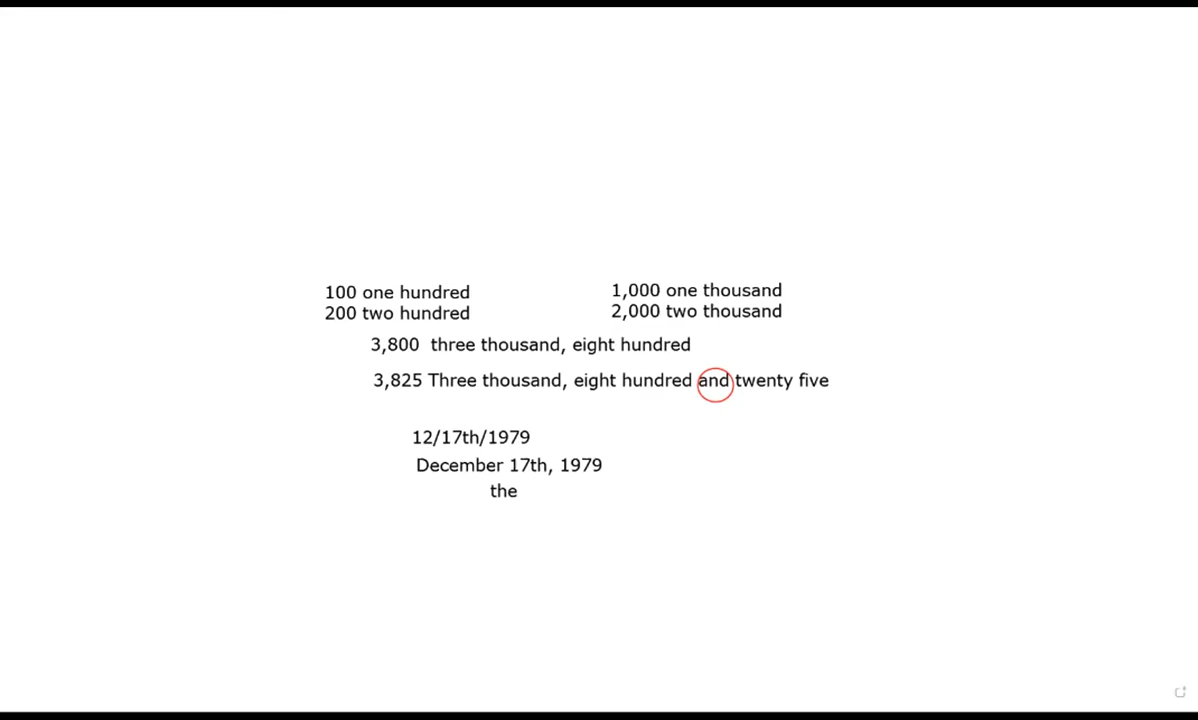 100 one hundred
200 two hundred
1,000 one thousand
2,000 two thousand
3,800 three thousand, eight hundred
3,825 Three thousand, eight hundred and twenty five
12/17th/1979
December 17th, 1979
the